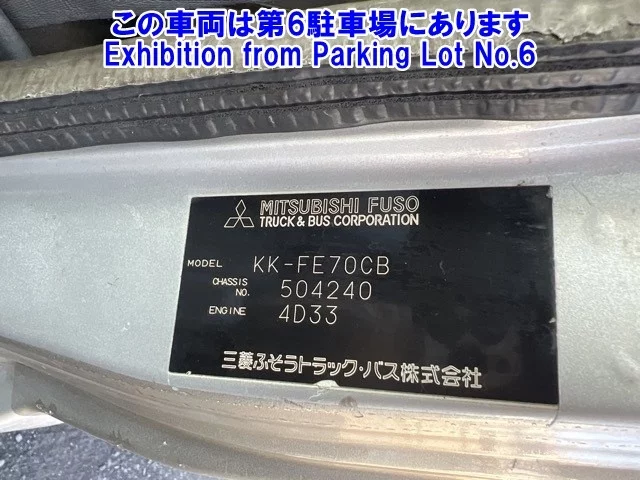 この車両は第6駐車場にあります
Exhibition from Parking Lot No.6
MITSUBISHI FUSO
TRUCK & BUS CORPORATION
MODEL KK-FE70CB
CHASSIS NO. 504240
ENGINE 4D33
三菱ふそうトラック・バス株式会社